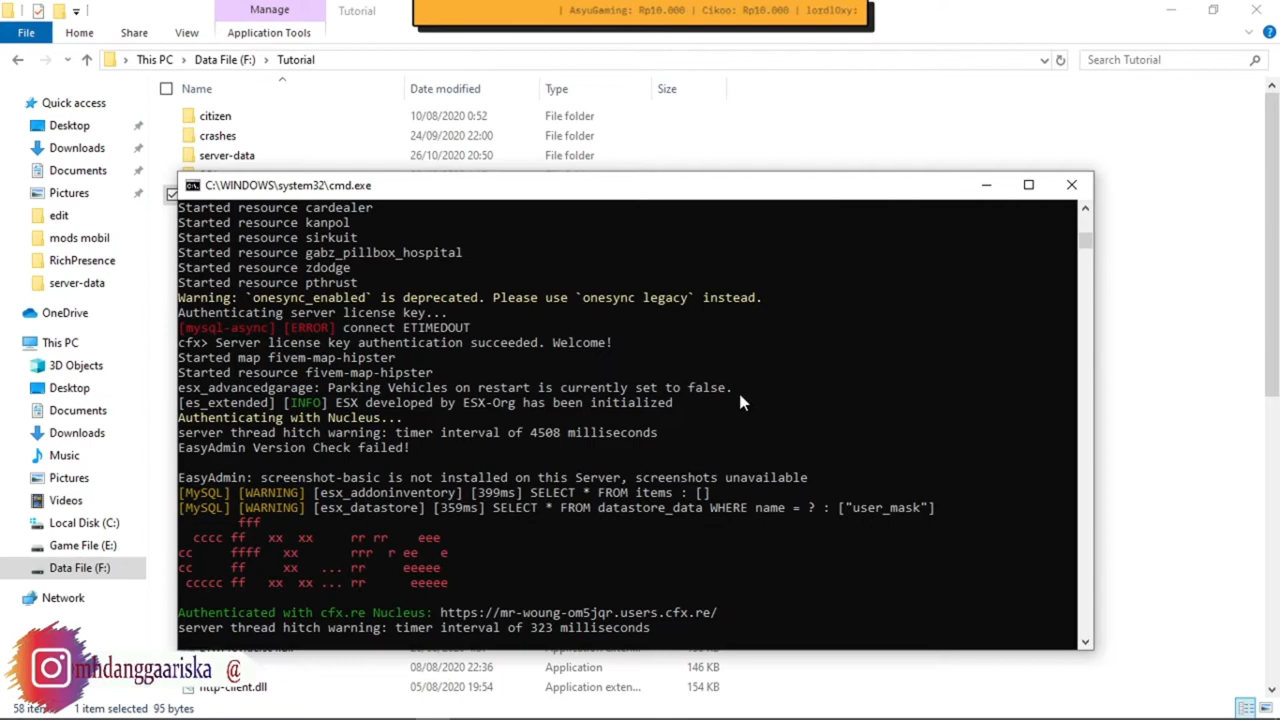 Manage
Tutorial
| AsyuGaming: Rp10.000 | Cikoo: Rp10.000 | lordlOxy:
File
Home
Share
View
Application Tools
This PC
Data File (F:)
Tutorial
Search Tutorial
Name
Date modified
Type
Size
Quick access
Desktop
Downloads
Documents
Pictures
edit
mods mobil
RichPresence
server-data
OneDrive
This PC
3D Objects
Desktop
Documents
Downloads
Music
Pictures
Videos
Local Disk (C:)
Game File (E:)
Data File (F:)
Network
citizen 10/08/2020 0:52 File folder
crashes 24/09/2020 22:00 File folder
server-data 26/10/2020 20:50 File folder
C:\WINDOWS\system32\cmd.exe
Started resource cardealer
Started resource kanpol
Started resource sirkuit
Started resource gabz_pillbox_hospital
Started resource zdodge
Started resource pthrust
Warning: `onesync_enabled` is deprecated. Please use `onesync legacy` instead.
Authenticating server license key...
[mysql-async] [ERROR] connect ETIMEDOUT
cfx> Server license key authentication succeeded. Welcome!
Started map fivem-map-hipster
Started resource fivem-map-hipster
esx_advancedgarage: Parking Vehicles on restart is currently set to false.
[es_extended] [INFO] ESX developed by ESX-Org has been initialized
Authenticating with Nucleus...
server thread hitch warning: timer interval of 4508 milliseconds
EasyAdmin Version Check failed!
EasyAdmin: screenshot-basic is not installed on this Server, screenshots unavailable
[MySQL] [WARNING] [esx_addoninventory] [399ms] SELECT * FROM items : []
[MySQL] [WARNING] [esx_datastore] [359ms] SELECT * FROM datastore_data WHERE name = ? : ["user_mask"]
fff
cccc ff xx xx rr rr eee
cc ffff xx rrr r ee e
cc ff xx ... rr eeeee
ccccc ff xx xx ... rr eeeee
Authenticated with cfx.re Nucleus: https://mr-woung-om5jqr.users.cfx.re/
server thread hitch warning: timer interval of 323 milliseconds
08/08/2020 22:36 Application 146 KB
http-client.dll 05/08/2020 19:54 Application exten... 154 KB
mhdanggaariska @
1 item selected 95 bytes